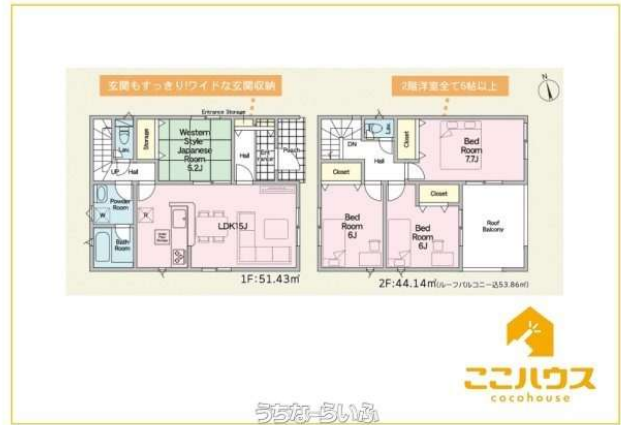 玄関もすっきり!ワイドな玄関収納
2階洋室全て6帖以上
N
Entrance Storage
Storage
Western
Style
Japanese
Room
5.2J
Hall
Porch
UP
Hall
Powder
Room
W
R
Bath
Room
LDK15J
1F:51.43㎡
DN
Hall
Closet
Bed
Room
7.7J
Closet
Closet
Bed
Room
6J
Bed
Room
6J
Roof
Balcony
2F:44.14㎡(ルーフバルコニー込53.86㎡)
ここハウス
cocohouse
うちなーらいふ